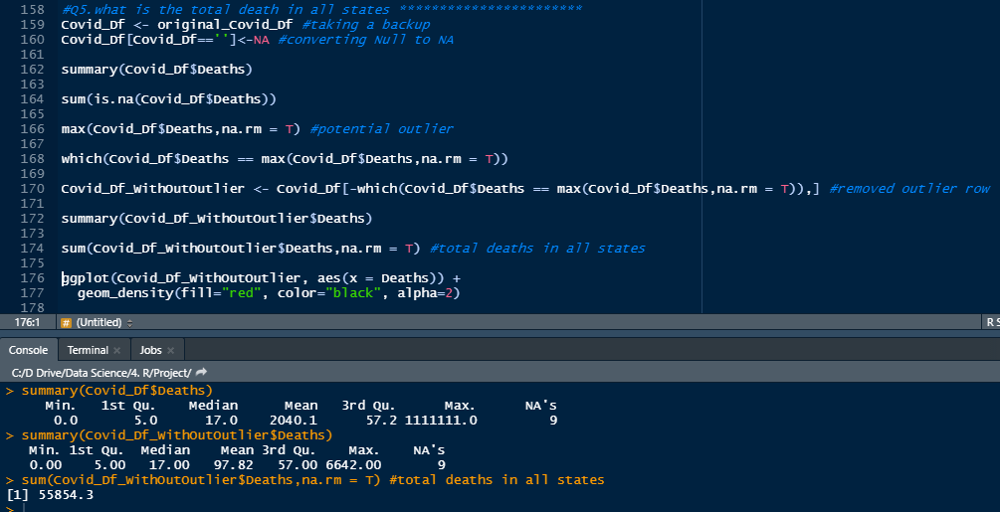 158 #Q5.what is the total death in all states ***********************
159 Covid_Df <- original_Covid_Df #taking a backup
160 Covid_Df[Covid_Df=='']<-NA #converting Null to NA
161
162 summary(Covid_Df$Deaths)
163
164 sum(is.na(Covid_Df$Deaths))
165
166 max(Covid_Df$Deaths,na.rm = T) #potential outlier
167
168 which(Covid_Df$Deaths == max(Covid_Df$Deaths,na.rm = T))
169
170 Covid_Df_WithOutOutlier <- Covid_Df[-which(Covid_Df$Deaths == max(Covid_Df$Deaths,na.rm = T)),] #removed outlier row
171
172 summary(Covid_Df_WithOutOutlier$Deaths)
173
174 sum(Covid_Df_WithOutOutlier$Deaths,na.rm = T) #total deaths in all states
175
176 ggplot(Covid_Df_WithOutOutlier, aes(x = Deaths)) +
177 geom_density(fill="red", color="black", alpha=2)
178
176:1 # (Untitled) R S
Console Terminal Jobs
C:/D Drive/Data Science/4. R/Project/
> summary(Covid_Df$Deaths)
Min. 1st Qu. Median Mean 3rd Qu. Max. NA's
0.0 5.0 17.0 2040.1 57.2 1111111.0 9
> summary(Covid_Df_WithOutOutlier$Deaths)
Min. 1st Qu. Median Mean 3rd Qu. Max. NA's
0.00 5.00 17.00 97.82 57.00 6642.00 9
> sum(Covid_Df_WithOutOutlier$Deaths,na.rm = T) #total deaths in all states
[1] 55854.3
>